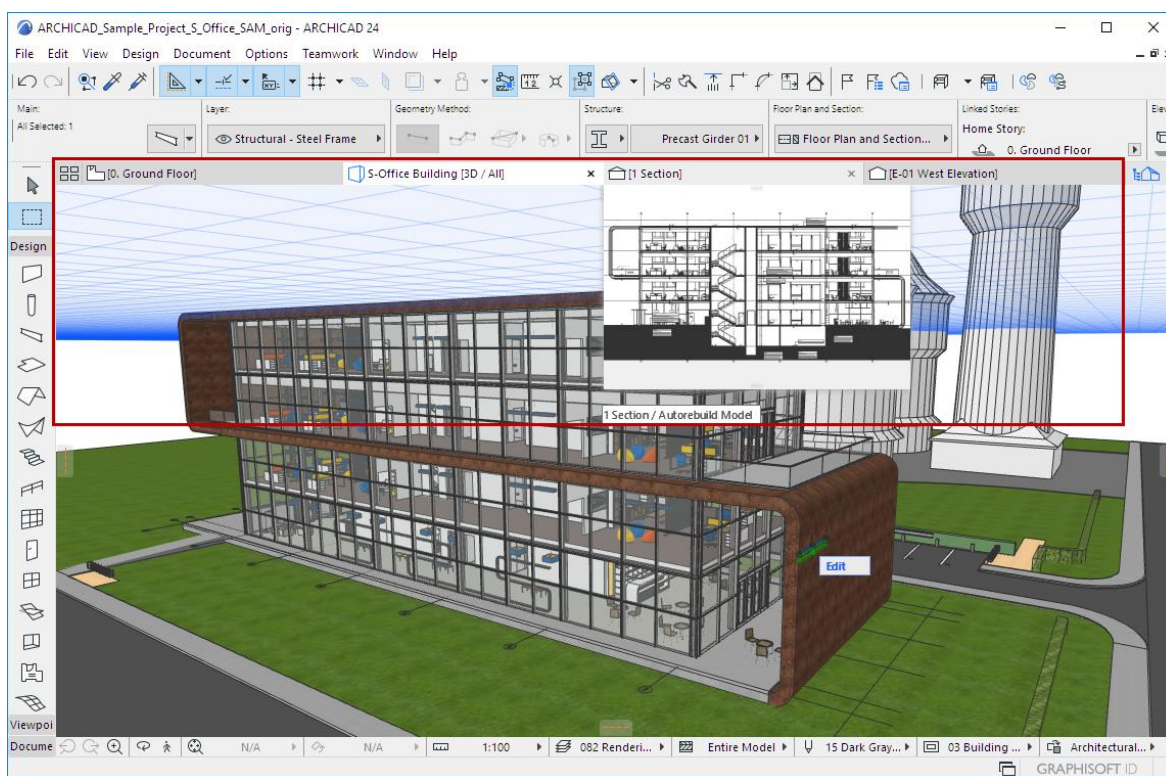 ARCHICAD_Sample_Project_S_Office_SAM_orig - ARCHICAD 24
File Edit View Design Document Options Teamwork Window Help
Main: Layer: Geometry Method: Structure: Floor Plan and Section: Linked Stories: Ele
All Selected: 1 Structural - Steel Frame Precast Girder 01 Floor Plan and Section... Home Story:
0. Ground Floor
[0. Ground Floor] S-Office Building [3D / All] [1 Section] [E-01 West Elevation]
Design
1 Section / Autorebuild Model
Edit
Viewpoi
Docume N/A N/A 1:100 082 Renderi... Entire Model 15 Dark Gray... 03 Building ... Architectural...
GRAPHISOFT ID